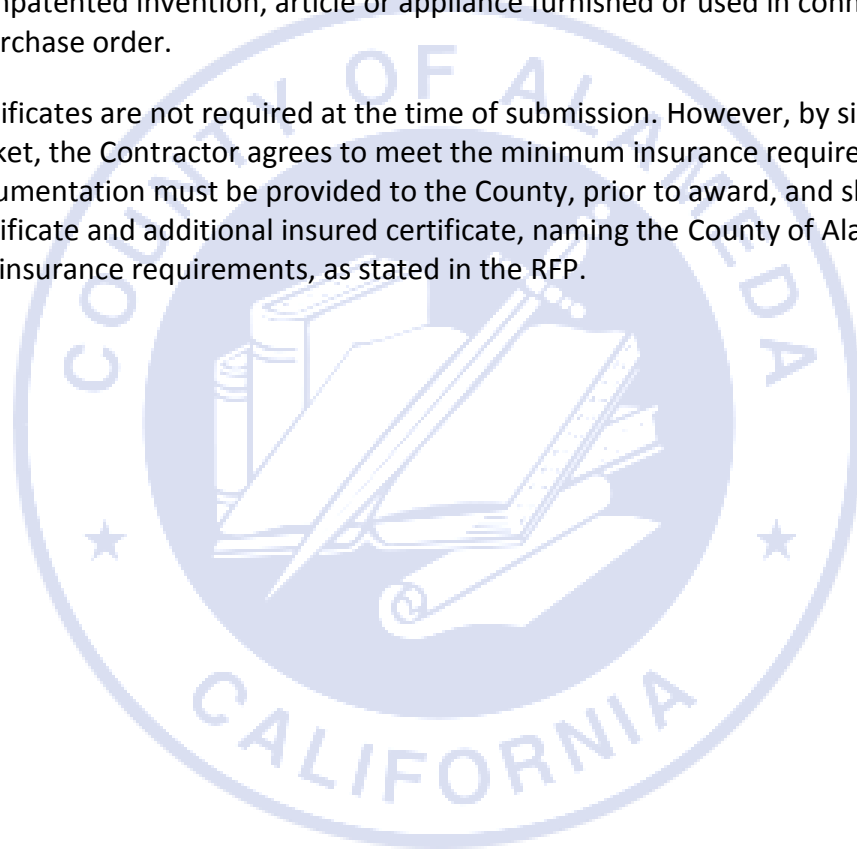 npatented invention, article or appliance furnished or used in conn
rchase order.
ificates are not required at the time of submission. However, by si
ket, the Contractor agrees to meet the minimum insurance require
umentation must be provided to the County, prior to award, and sl
ificate and additional insured certificate, naming the County of Ala
insurance requirements, as stated in the RFP.
COUNTY OF ALAMEDA
CALIFORNIA